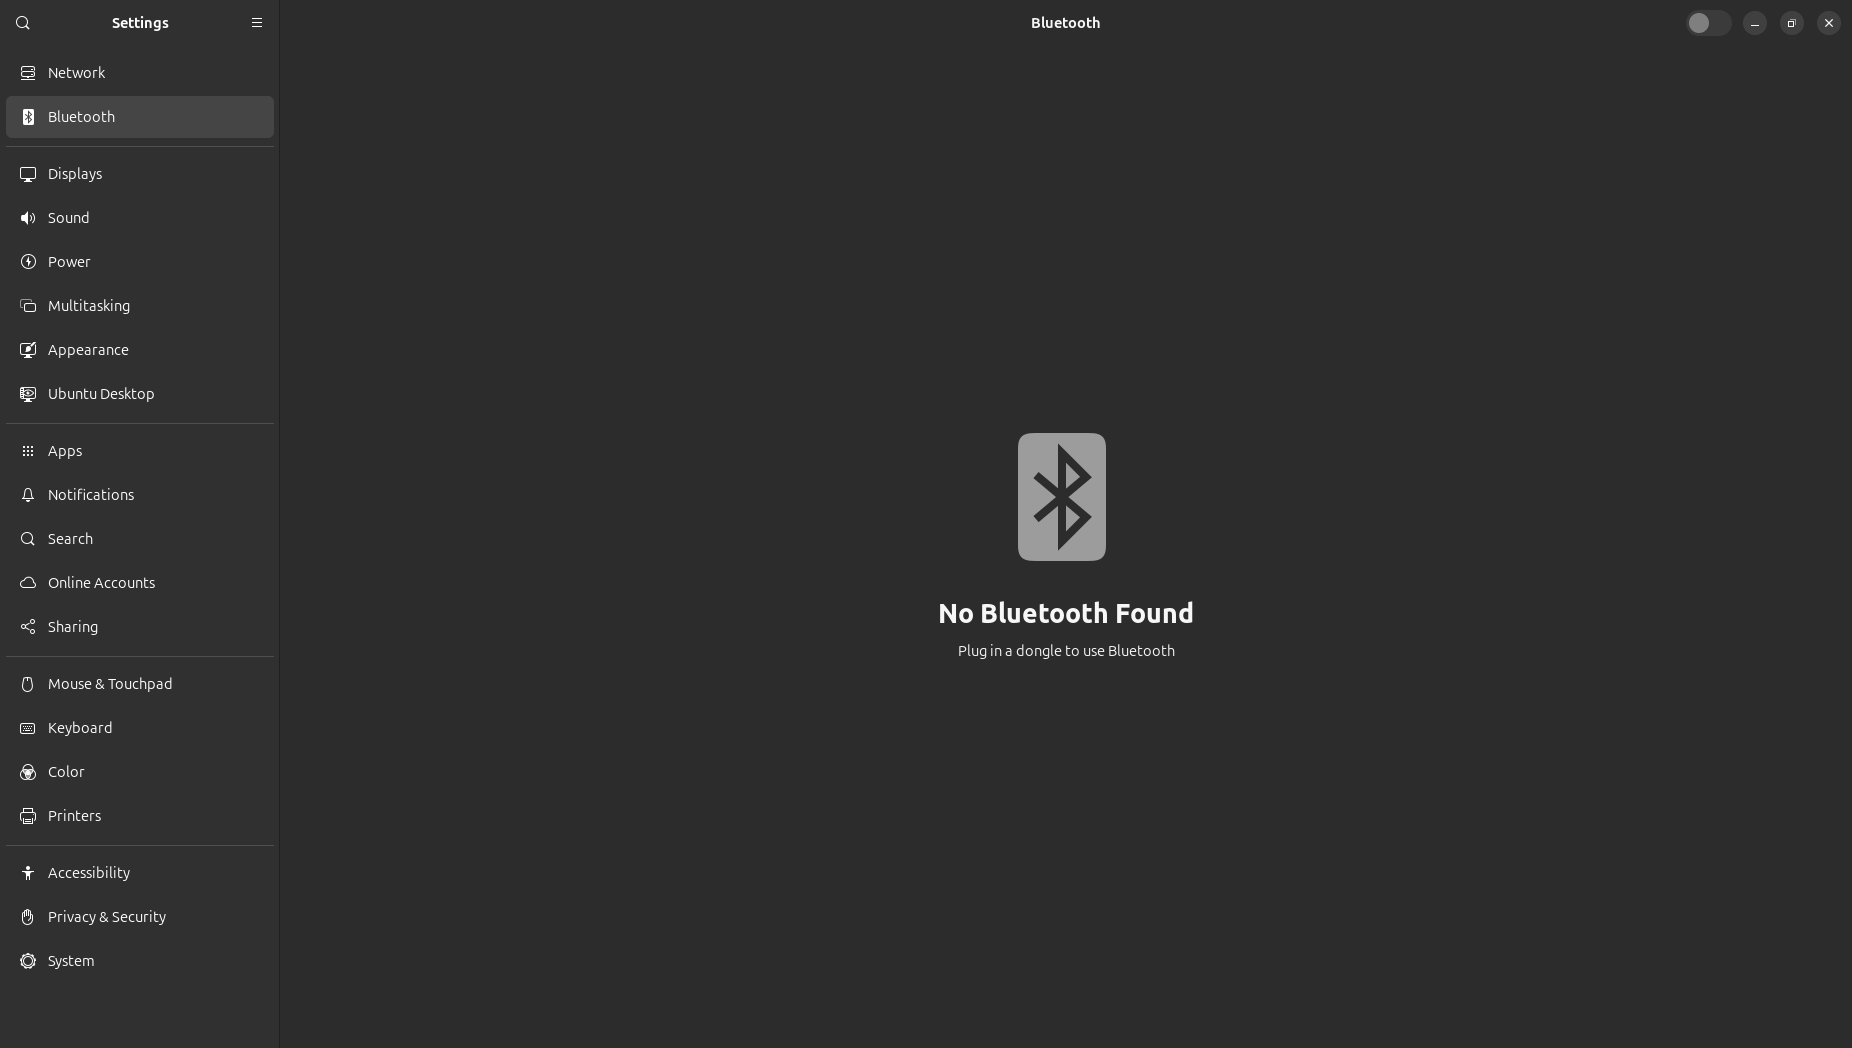 Settings
Bluetooth
Network
Bluetooth
Displays
Sound
Power
Multitasking
Appearance
Ubuntu Desktop
Apps
Notifications
Search
Online Accounts
Sharing
Mouse & Touchpad
Keyboard
Color
Printers
Accessibility
Privacy & Security
System
No Bluetooth Found
Plug in a dongle to use Bluetooth